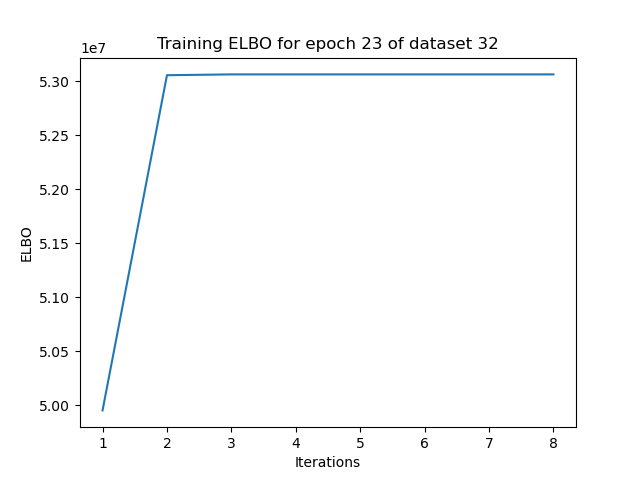 Training ELBO for epoch 23 of dataset 32
1e7
5.30
5.25
5.20
5.15
5.10
5.05
5.00
ELBO
1 2 3 4 5 6 7 8
Iterations